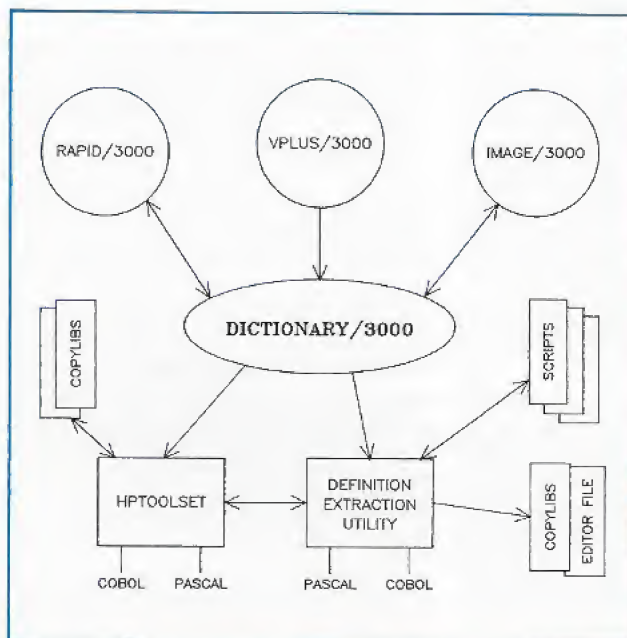 RAPID/3000
VPLUS/3000
IMAGE/3000
DICTIONARY/3000
COPYLIBS
SCRIPTS
HPTOOLSET
DEFINITION
EXTRACTION
UTILITY
COPYLIBS
EDITOR FILE
COBOL
PASCAL
PASCAL
COBOL